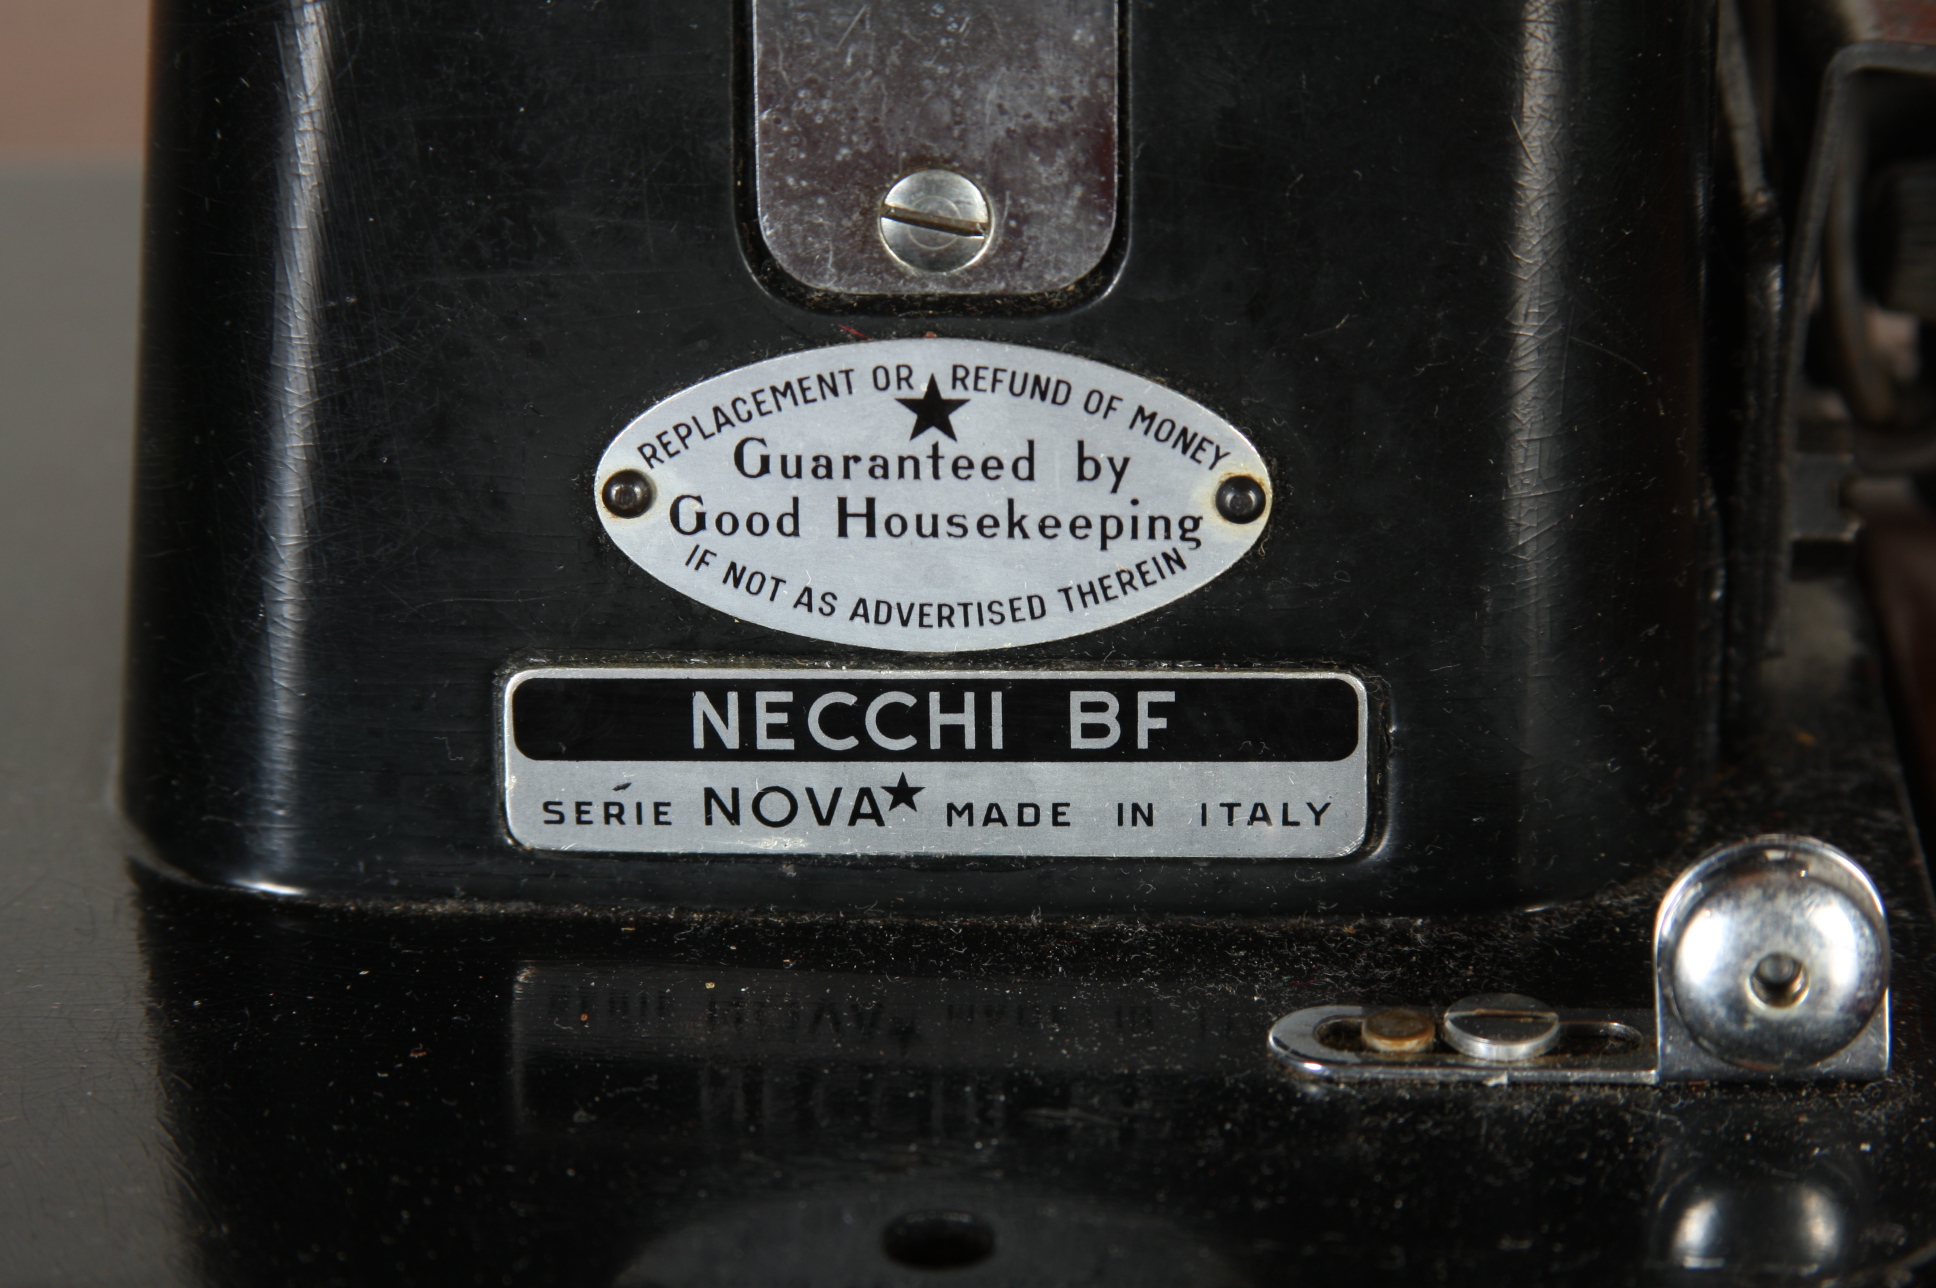 REPLACEMENT OR ★ REFUND OF MONEY
Guaranteed by
Good Housekeeping
IF NOT AS ADVERTISED THEREIN
NECCHI BF
SERIE NOVA★ MADE IN ITALY